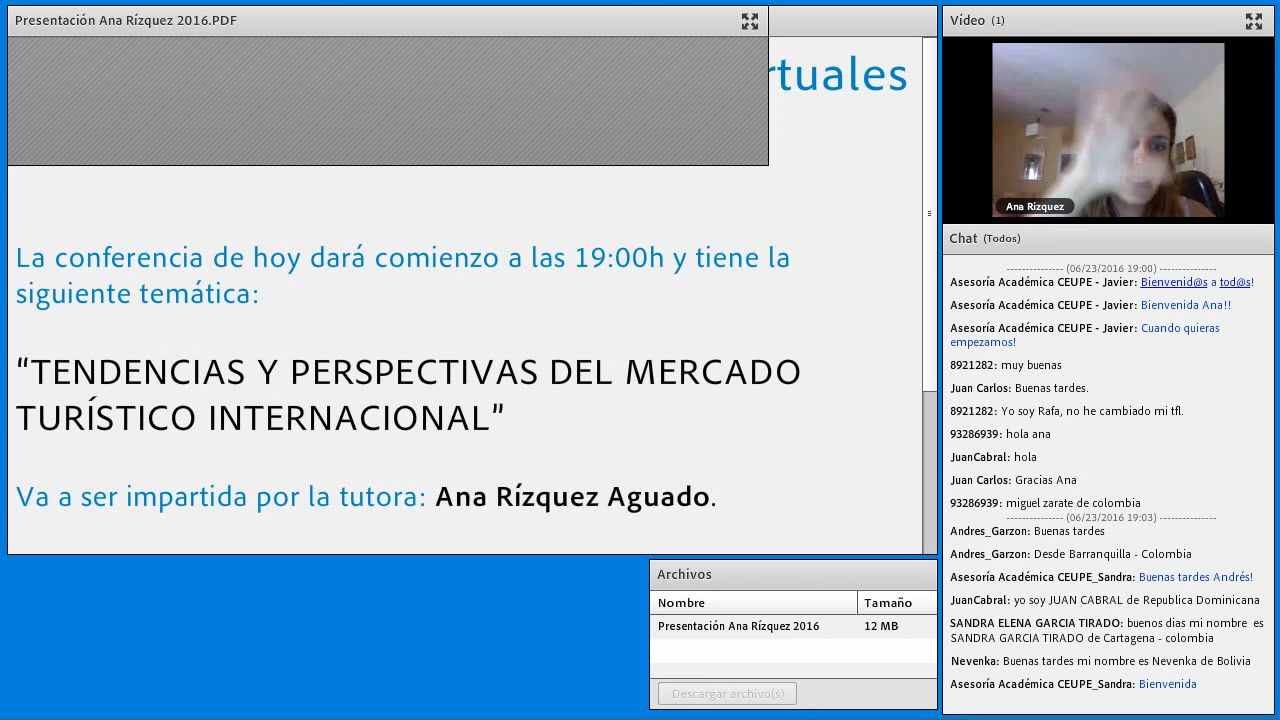 Presentación Ana Rízquez 2016.PDF
La conferencia de hoy dará comienzo a las 19:00h y tiene la
siguiente temática:
"TENDENCIAS Y PERSPECTIVAS DEL MERCADO
TURÍSTICO INTERNACIONAL"
Va a ser impartida por la tutora: Ana Rízquez Aguado.
Archivos
Nombre Tamaño
Presentación Ana Rízquez 2016 12 MB
Descargar archivo(s)
Vídeo (1)
Ana Rizquez
Chat (Todos)
--------------- (06/23/2016 19:00) ---------------
Asesoría Académica CEUPE - Javier: Bienvenid@s a tod@s!
Asesoría Académica CEUPE - Javier: Bienvenida Ana!!
Asesoría Académica CEUPE - Javier: Cuando quieras
empezamos!
8921282: muy buenas
Juan Carlos: Buenas tardes.
8921282: Yo soy Rafa, no he cambiado mi tfl.
93286939: hola ana
JuanCabral: hola
Juan Carlos: Gracias Ana
93286939: miguel zarate de colombia
--------------- (06/23/2016 19:03) ---------------
Andres_Garzon: Buenas tardes
Andres_Garzon: Desde Barranquilla - Colombia
Asesoría Académica CEUPE_Sandra: Buenas tardes Andrés!
JuanCabral: yo soy JUAN CABRAL de Republica Dominicana
SANDRA ELENA GARCIA TIRADO: buenos dias mi nombre es
SANDRA GARCIA TIRADO de Cartagena - colombia
Nevenka: Buenas tardes mi nombre es Nevenka de Bolivia
Asesoría Académica CEUPE_Sandra: Bienvenida